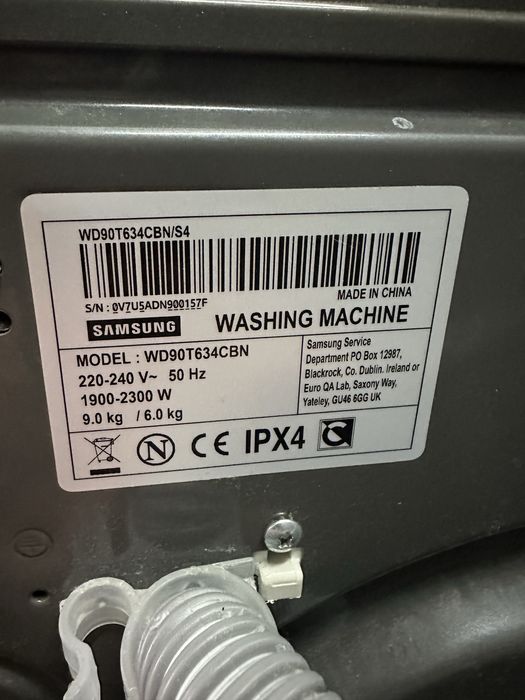 WD90T634CBN/S4
S/N : 0V7U5ADN900157F
MADE IN CHINA
SAMSUNG
WASHING MACHINE
MODEL : WD90T634CBN
220-240 V~ 50 Hz
1900-2300 W
9.0 kg / 6.0 kg
Samsung Service
Department PO Box 12987,
Blackrock, Co. Dublin. Ireland or
Euro QA Lab, Saxony Way,
Yateley, GU46 6GG UK
N CE IPX4